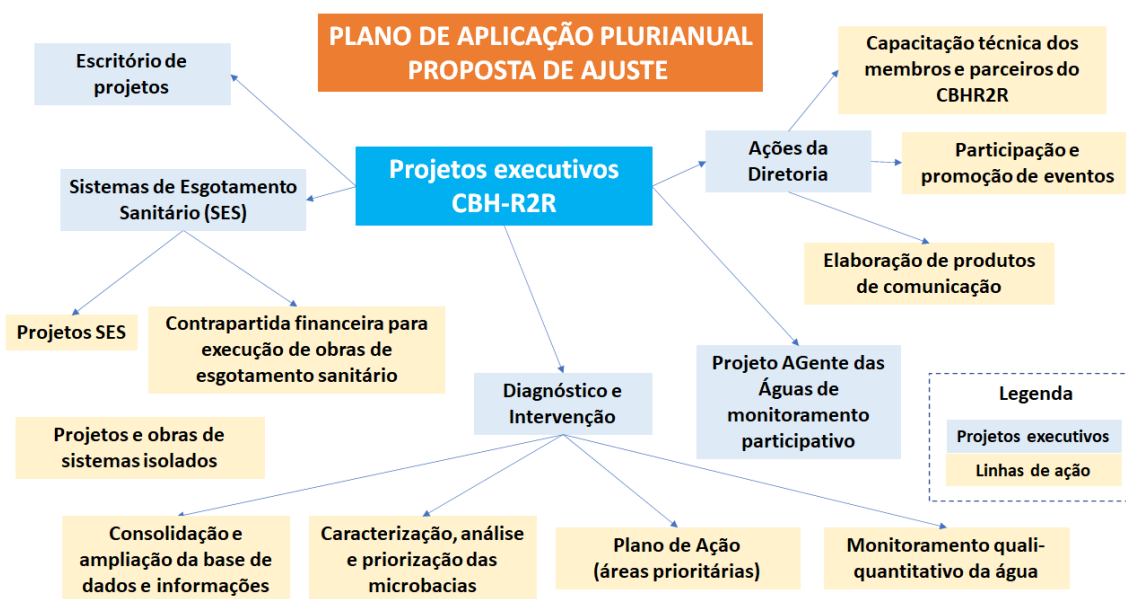 PLANO DE APLICAÇÃO PLURIANUAL
PROPOSTA DE AJUSTE
Escritório de
projetos
Capacitação técnica dos
membros e parceiros do
CBHR2R
Projetos executivos
CBH-R2R
Ações da
Diretoria
Participação e
promoção de eventos
Sistemas de Esgotamento
Sanitário (SES)
Elaboração de produtos
de comunicação
Projetos SES
Contrapartida financeira para
execução de obras de
esgotamento sanitário
Projeto AGente das
Águas de
monitoramento
participativo
Diagnóstico e
Intervenção
Legenda
Projetos executivos
Linhas de ação
Projetos e obras de
sistemas isolados
Consolidação e
ampliação da base de
dados e informações
Caracterização, análise
e priorização das
microbacias
Plano de Ação
(áreas prioritárias)
Monitoramento quali-
quantitativo da água